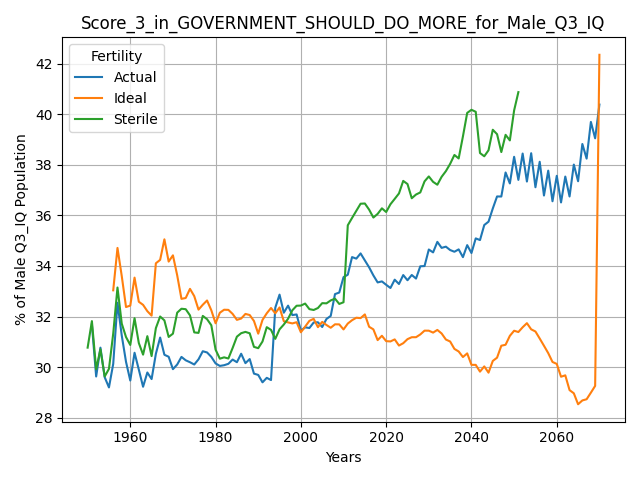 Score_3_in_GOVERNMENT_SHOULD_DO_MORE_for_Male_Q3_IQ
Fertility
Actual
Ideal
Sterile
% of Male Q3_IQ Population
42
40
38
36
34
32
30
28
1960
1980
2000
2020
2040
2060
Years